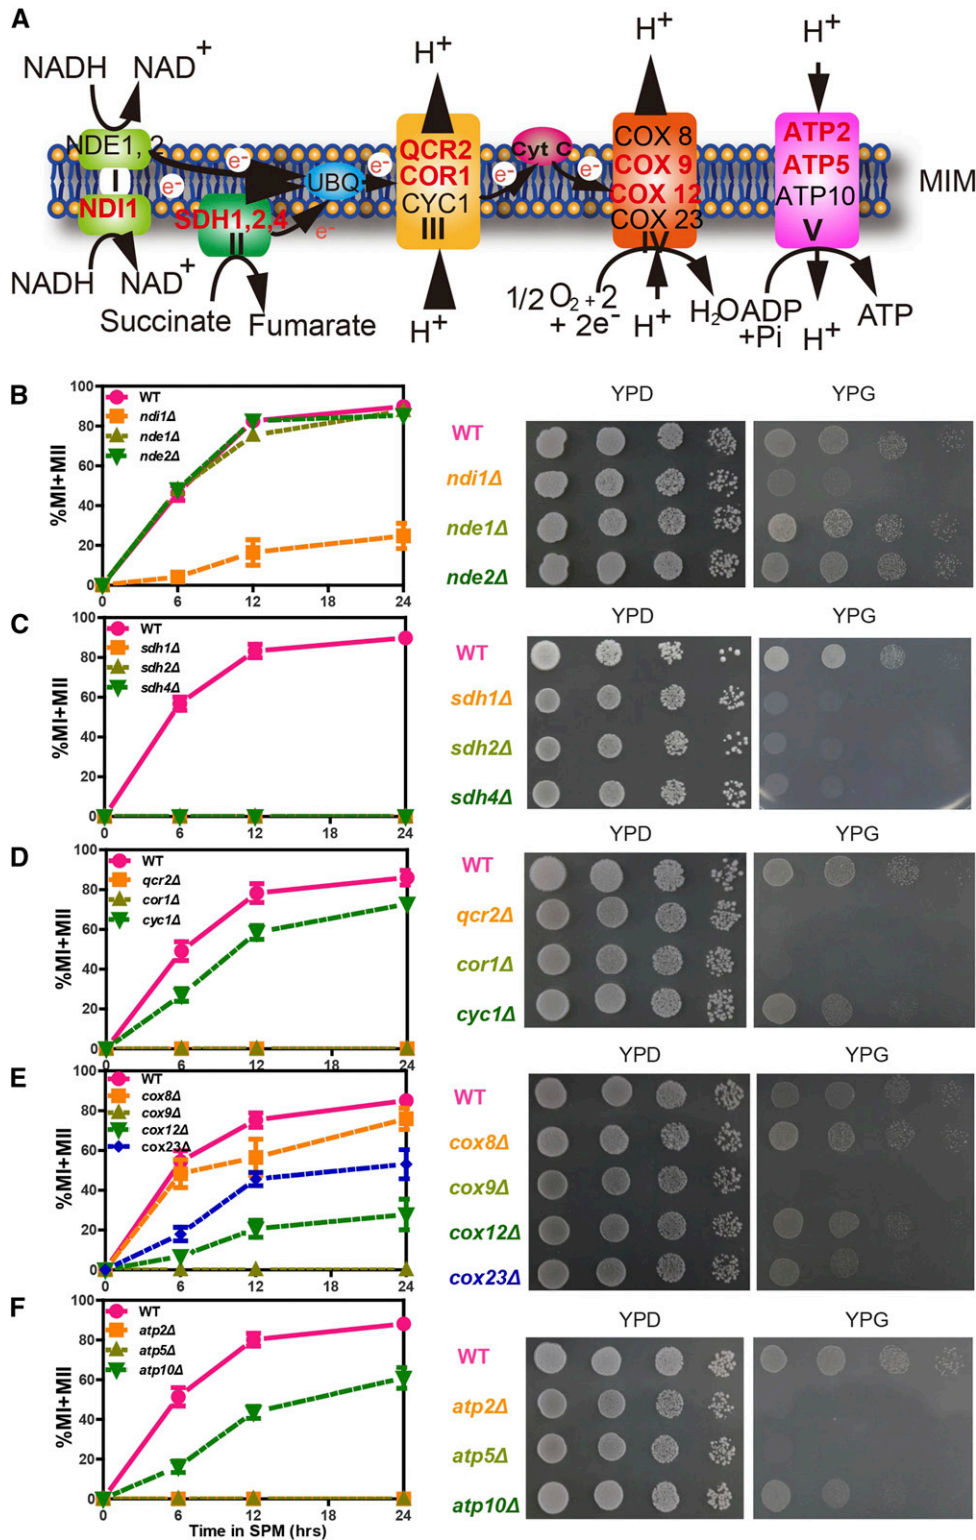 A
H+ H+ H+
NADH NAD+
NDE1, 2
I
NDI1
NADH NAD+
e-
SDH1,2,4
II
Succinate Fumarate
e-
e-
UBQ
e-
QCR2
COR1
CYC1
III
H+
e-
Cyt C
e-
COX 8
COX 9
COX 12
COX 23
IV
1/2 O2 + 2
+ 2e-
H+
H2O
ATP2
ATP5
ATP10
V
ADP
+Pi
H+
ATP
MIM
B
%MI+MII
100
80
60
40
20
0
0 6 12 24
WT
ndi1Δ
nde1Δ
nde2Δ
YPD YPG
WT
ndi1Δ
nde1Δ
nde2Δ
C
%MI+MII
100
80
60
40
20
0
0 6 12 18 24
WT
sdh1Δ
sdh2Δ
sdh4Δ
YPD YPG
WT
sdh1Δ
sdh2Δ
sdh4Δ
D
%MI+MII
100
80
60
40
20
0
0 6 12 18 24
WT
qcr2Δ
cor1Δ
cyc1Δ
YPD YPG
WT
qcr2Δ
cor1Δ
cyc1Δ
E
%MI+MII
100
80
60
40
20
0
0 6 12 18 24
WT
cox8Δ
cox9Δ
cox12Δ
cox23Δ
YPD YPG
WT
cox8Δ
cox9Δ
cox12Δ
cox23Δ
F
%MI+MII
100
80
60
40
20
0
0 6 12 18 24
Time in SPM (hrs)
WT
atp2Δ
atp5Δ
atp10Δ
YPD YPG
WT
atp2Δ
atp5Δ
atp10Δ